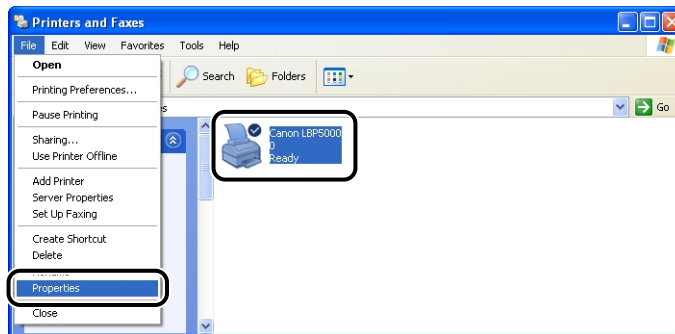 Printers and Faxes
File Edit View Favorites Tools Help
Open
Search Folders
Printing Preferences...
es Go
Pause Printing
Sharing...
Canon LBP5000
0
Ready
Use Printer Offline
Add Printer
Server Properties
Set Up Faxing
Create Shortcut
Delete
Properties
Close